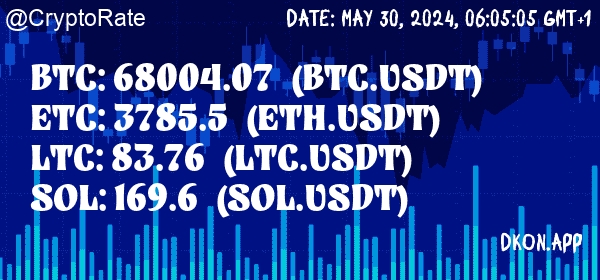 @CryptoRate
DATE: MAY 30, 2024, 06:05:05 GMT+1
BTC: 68004.07 (BTC.USDT)
ETC: 3785.5 (ETH.USDT)
LTC: 83.76 (LTC.USDT)
SOL: 169.6 (SOL.USDT)
DKON.APP